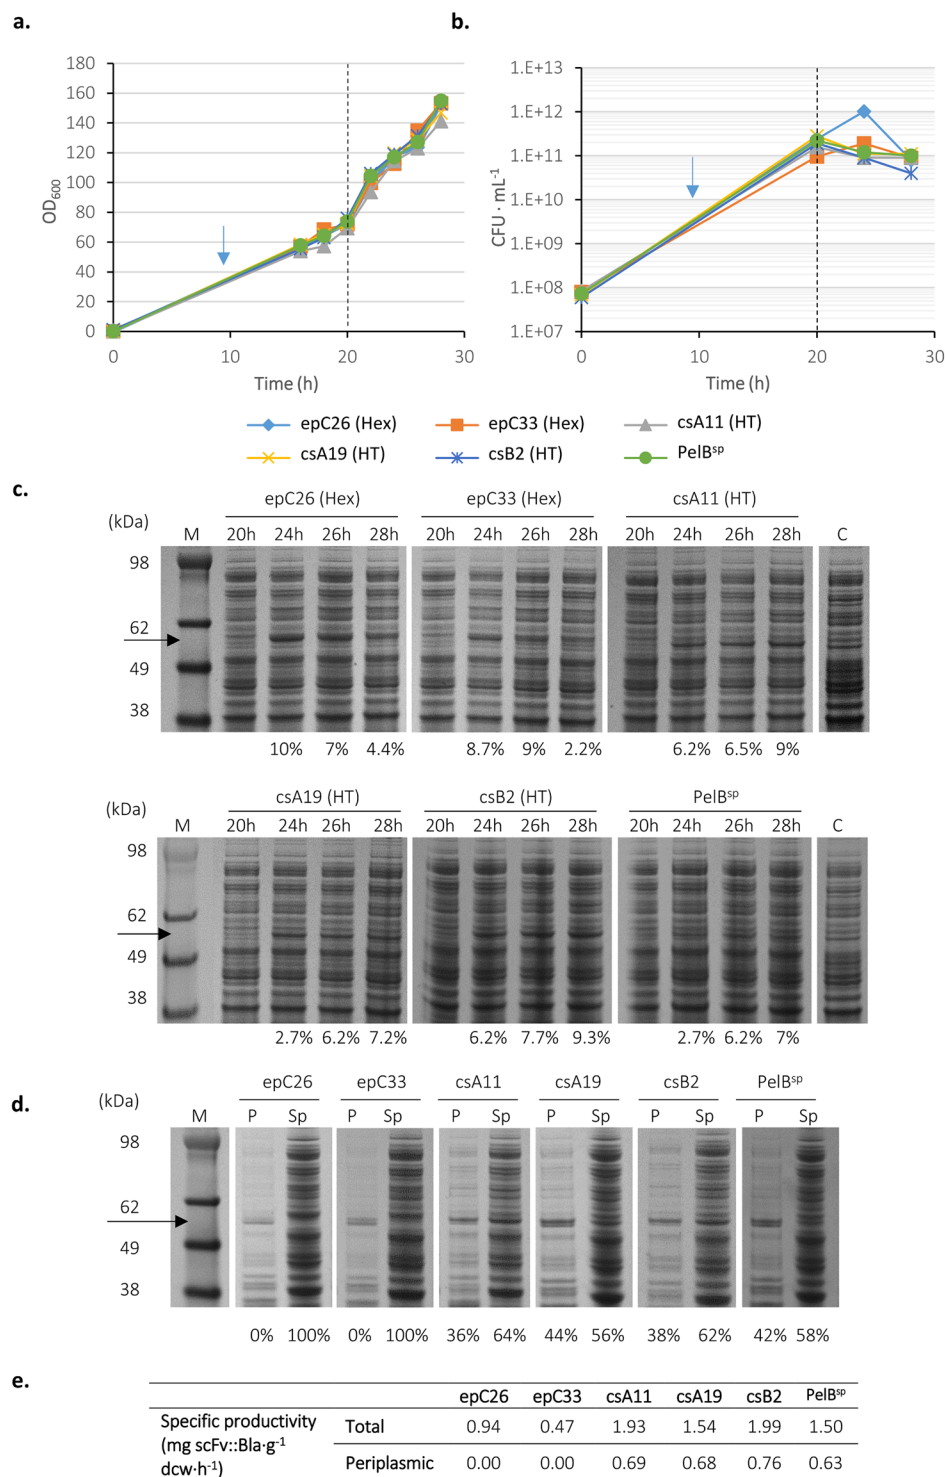 a.
b.
180
160
140
120
100
80
60
40
20
0
OD600
0 10 20 30
Time (h)
1.E+13
1.E+12
1.E+11
1.E+10
1.E+09
1.E+08
1.E+07
CFU · mL-1
0 10 20 30
Time (h)
epC26 (Hex) epC33 (Hex) csA11 (HT)
csA19 (HT) csB2 (HT) PelBsp
c.
epC26 (Hex) epC33 (Hex) csA11 (HT)
(kDa) M 20h 24h 26h 28h 20h 24h 26h 28h 20h 24h 26h 28h C
98
62
49
38
10% 7% 4.4% 8.7% 9% 2.2% 6.2% 6.5% 9%
csA19 (HT) csB2 (HT) PelBsp
(kDa) M 20h 24h 26h 28h 20h 24h 26h 28h 20h 24h 26h 28h C
98
62
49
38
2.7% 6.2% 7.2% 6.2% 7.7% 9.3% 2.7% 6.2% 7%
d.
epC26 epC33 csA11 csA19 csB2 PelBsp
(kDa) M P Sp P Sp P Sp P Sp P Sp P Sp
98
62
49
38
0% 100% 0% 100% 36% 64% 44% 56% 38% 62% 42% 58%
e.
epC26 epC33 csA11 csA19 csB2 PelBsp
Specific productivity
(mg scFv::Bla·g-1
dcw·h-1)
Total 0.94 0.47 1.93 1.54 1.99 1.50
Periplasmic 0.00 0.00 0.69 0.68 0.76 0.63